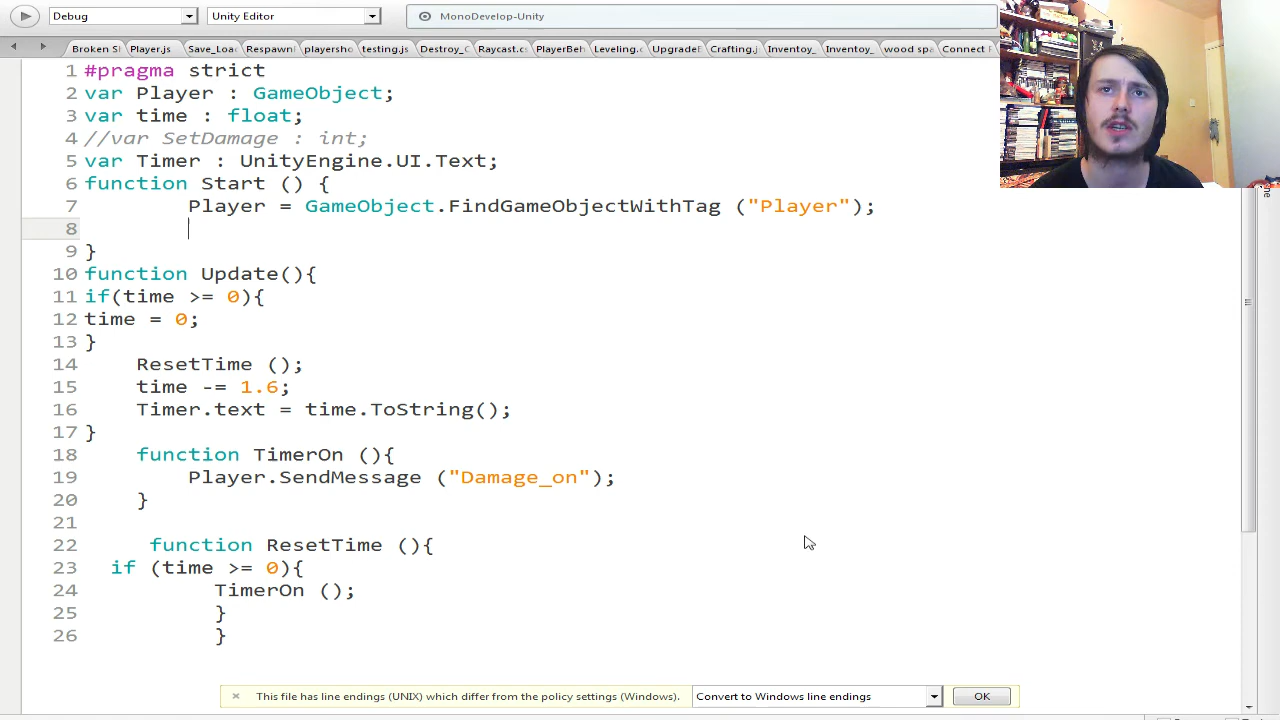 Debug Unity Editor MonoDevelop-Unity
Broken S Player.js Save_Loa Respawn playersho testing.js Destroy_ Raycast.c PlayerBeh Leveling. Upgrade Crafting.j Inventoy_ Inventoy_ wood spa Connect
1 #pragma strict
2 var Player : GameObject;
3 var time : float;
4 //var SetDamage : int;
5 var Timer : UnityEngine.UI.Text;
6 function Start () {
7 Player = GameObject.FindGameObjectWithTag ("Player");
8
9 }
10 function Update(){
11 if(time >= 0){
12 time = 0;
13 }
14 ResetTime ();
15 time -= 1.6;
16 Timer.text = time.ToString();
17 }
18 function TimerOn (){
19 Player.SendMessage ("Damage_on");
20 }
21
22 function ResetTime (){
23 if (time >= 0){
24 TimerOn ();
25 }
26 }
This file has line endings (UNIX) which differ from the policy settings (Windows). Convert to Windows line endings OK